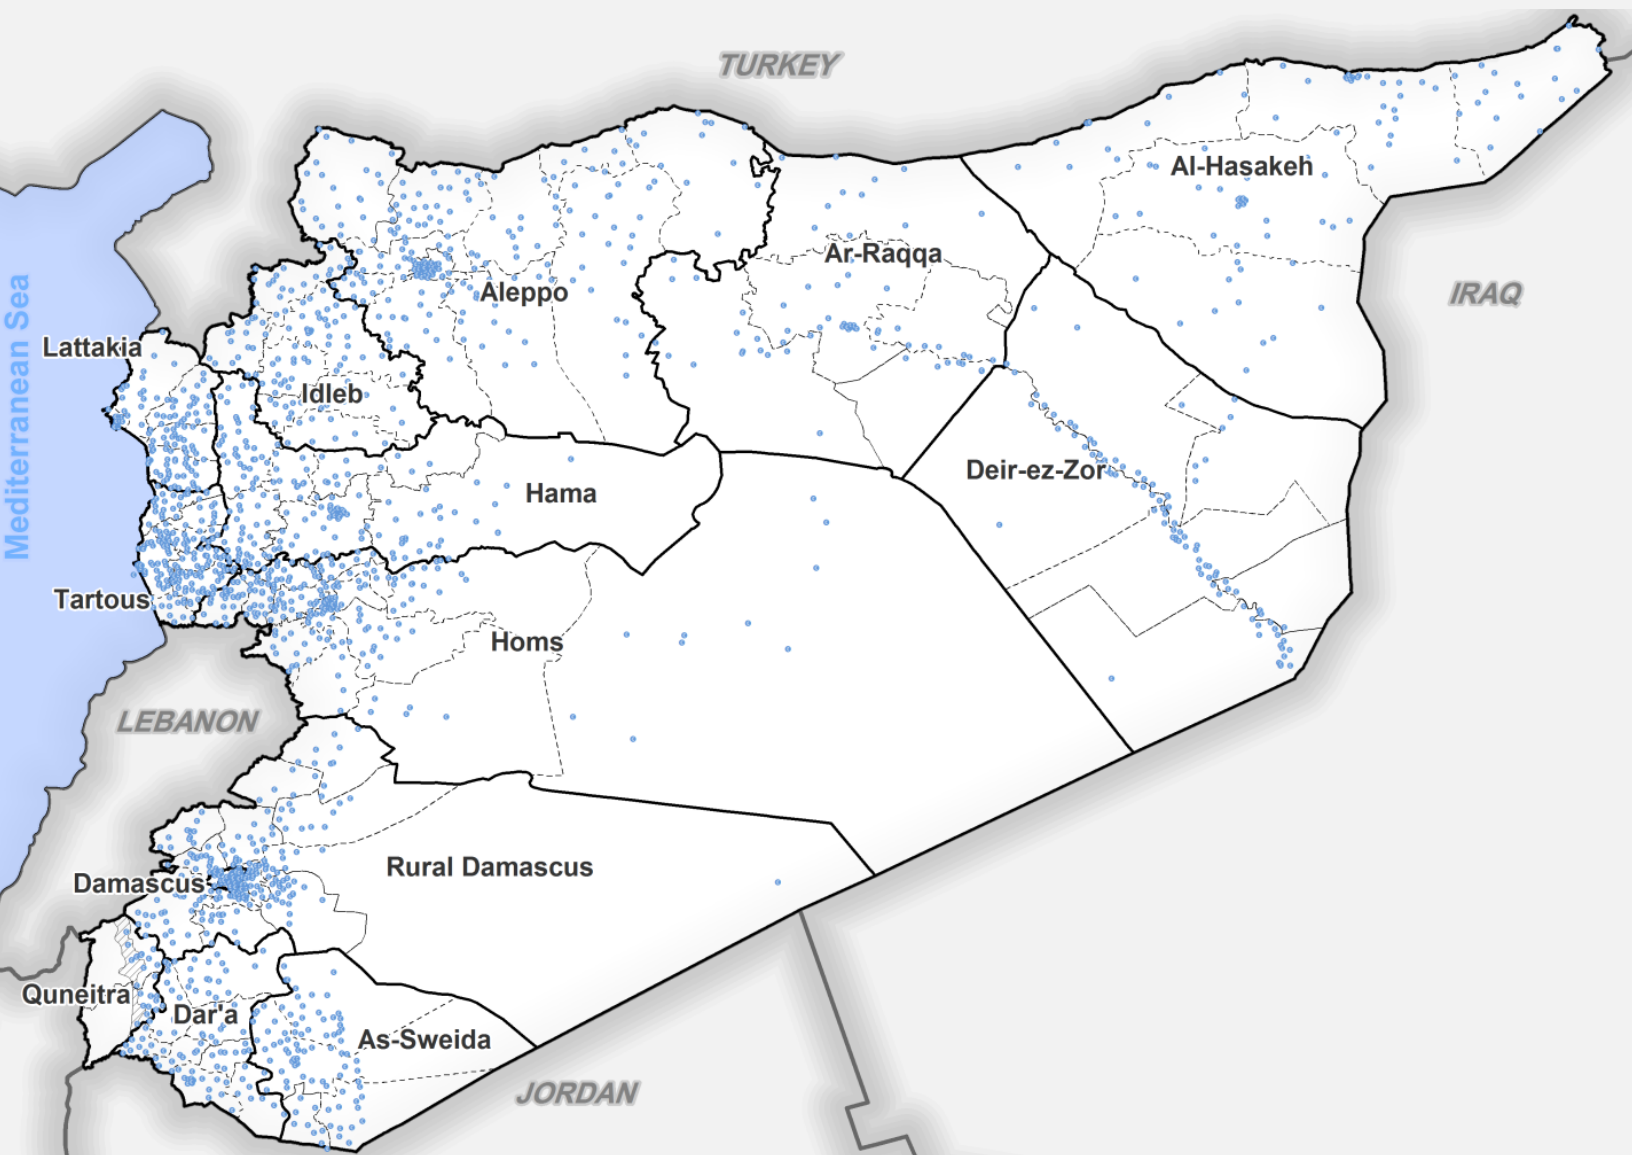 TURKEY
Al-Hasakeh
Ar-Raqqa
Aleppo
IRAQ
Mediterranean Sea
Lattakia
Idleb
Deir-ez-Zor
Hama
Tartous
Homs
LEBANON
Rural Damascus
Damascus
Quneitra
Dar'a
As-Sweida
JORDAN